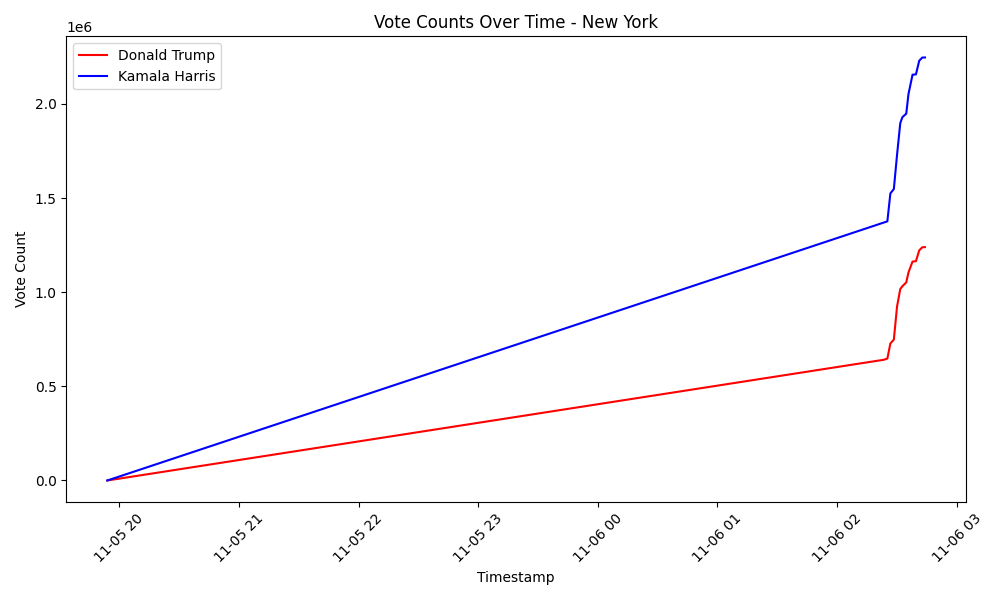 Vote Counts Over Time - New York
1e6
Donald Trump
Kamala Harris
2.0
1.5
1.0
0.5
0.0
Vote Count
11-05 20
11-05 21
11-05 22
11-05 23
11-06 00
11-06 01
11-06 02
11-06 03
Timestamp